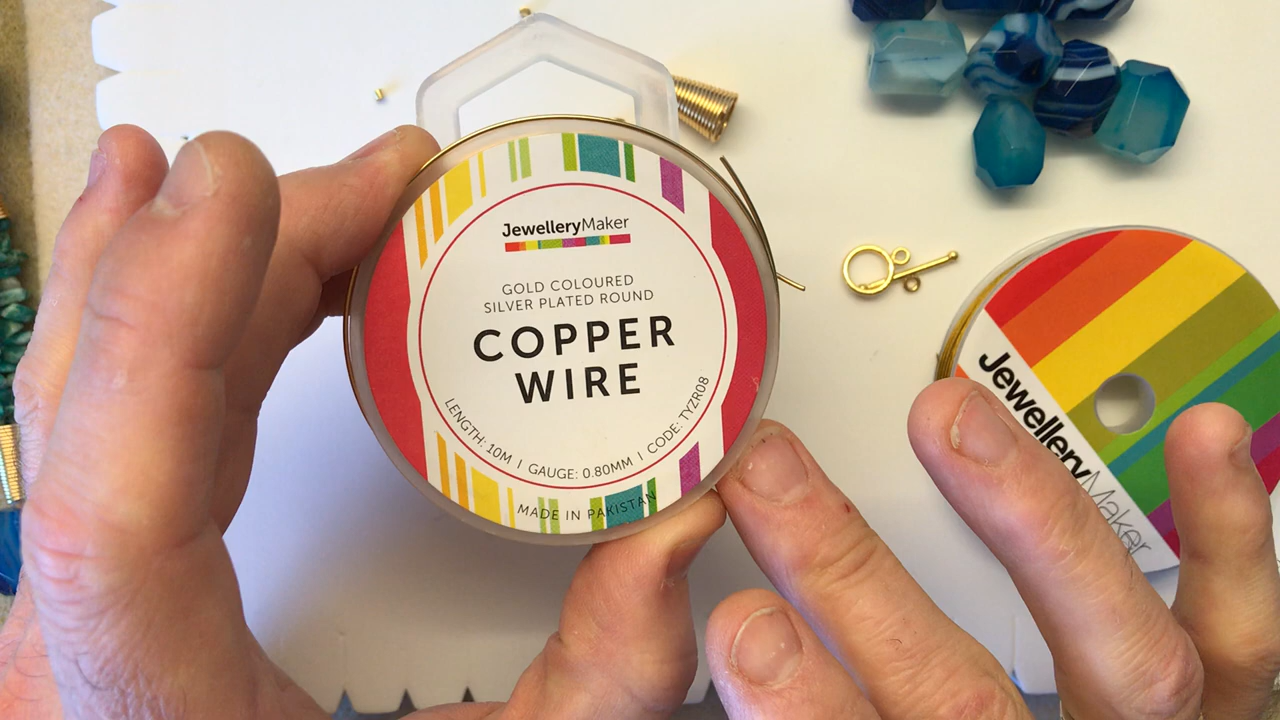 JewelleryMaker
GOLD COLOURED
SILVER PLATED ROUND
COPPER
WIRE
LENGTH: 10M | GAUGE: 0.80MM | CODE: TYZR08
MADE IN PAKISTAN
JewelleryMaker